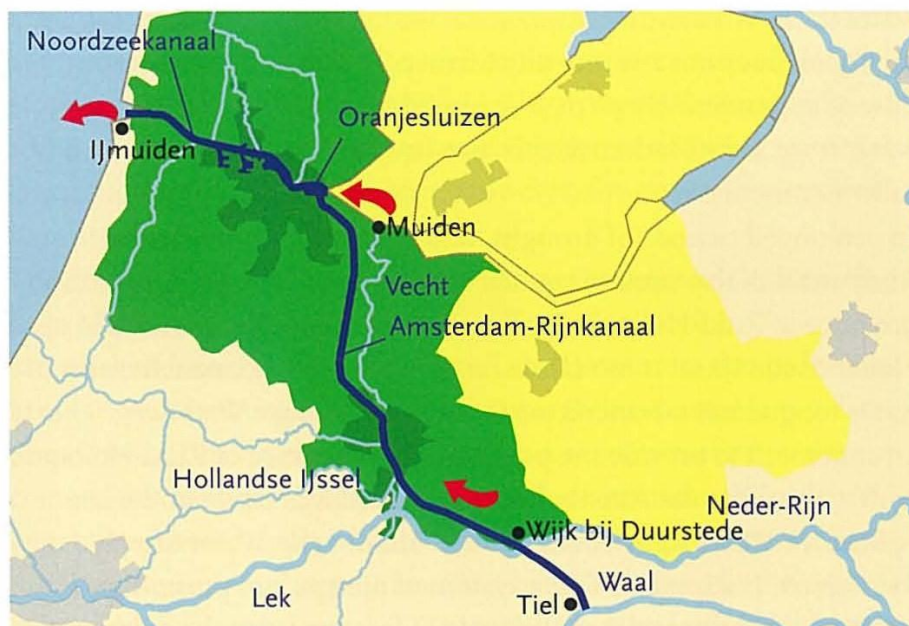 Noordzeekanaal
Oranjesluizen
IJmuiden
Muiden
Vecht
Amsterdam-Rijnkanaal
Hollandse IJssel
Neder-Rijn
Wijk bij Duurstede
Waal
Lek
Tiel